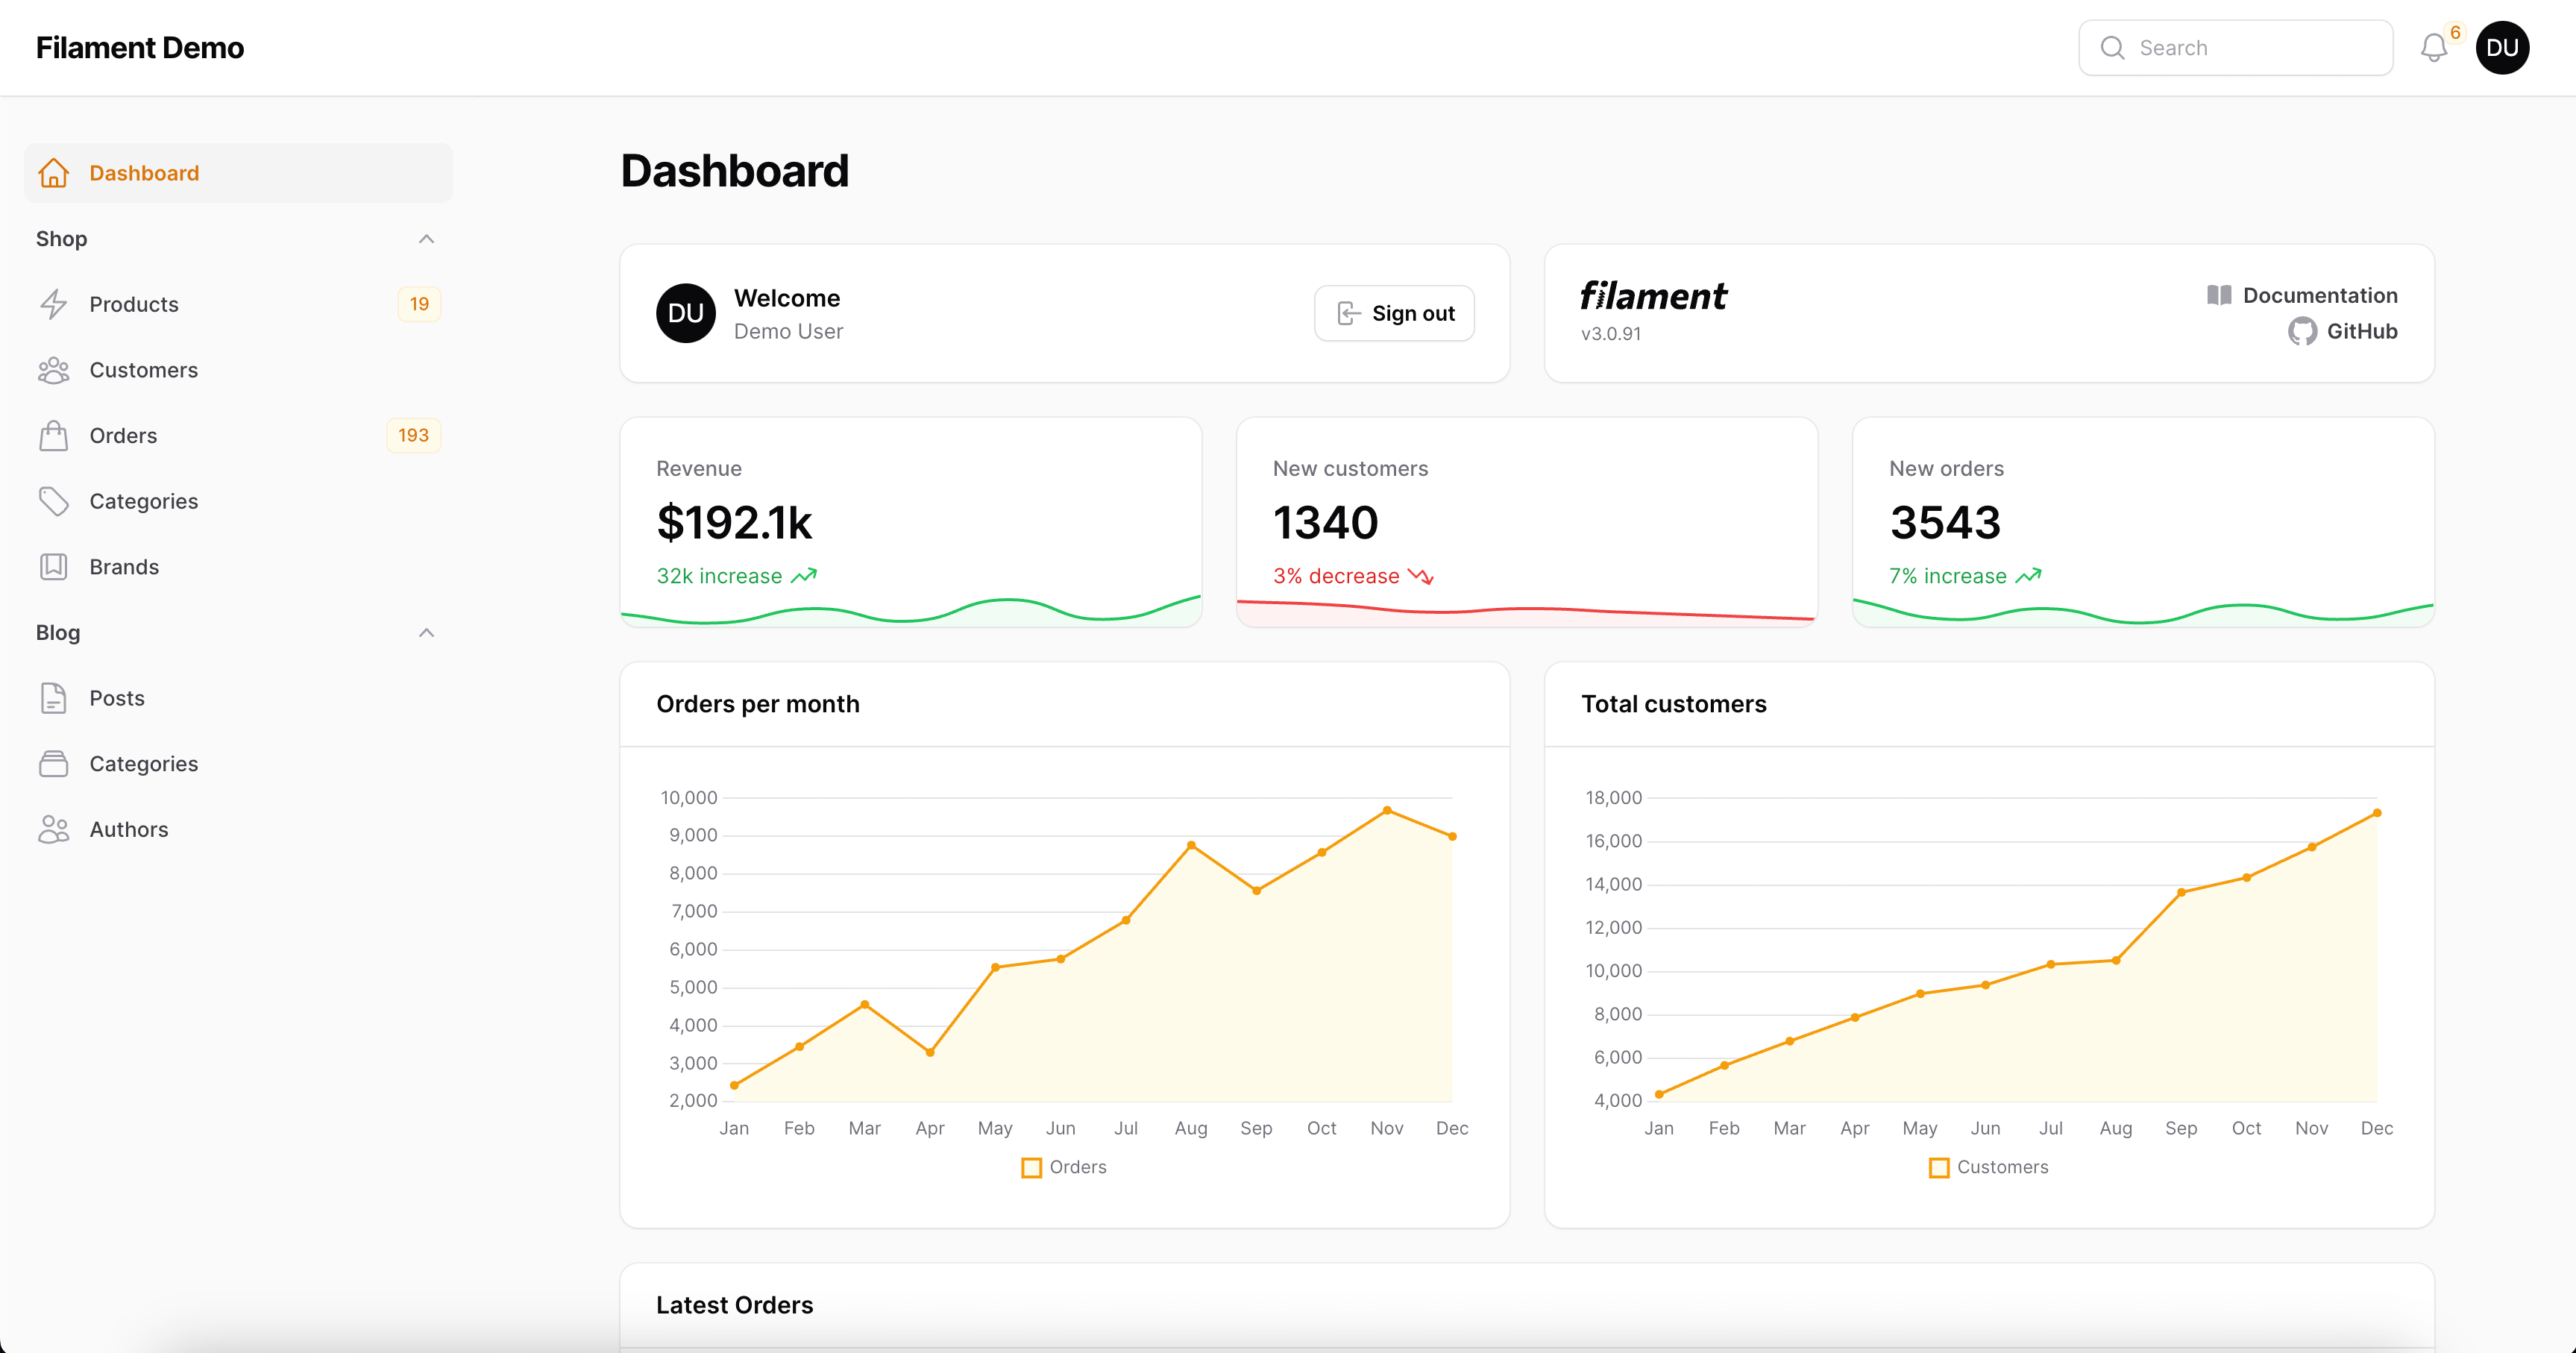 Filament Demo
Search
6
DU
Dashboard
Shop
Products 19
Customers
Orders 193
Categories
Brands
Blog
Posts
Categories
Authors
Dashboard
DU
Welcome
Demo User
Sign out
filament
v3.0.91
Documentation
GitHub
Revenue
$192.1k
32k increase
New customers
1340
3% decrease
New orders
3543
7% increase
Orders per month
10,000
9,000
8,000
7,000
6,000
5,000
4,000
3,000
2,000
Jan Feb Mar Apr May Jun Jul Aug Sep Oct Nov Dec
Orders
Total customers
18,000
16,000
14,000
12,000
10,000
8,000
6,000
4,000
Jan Feb Mar Apr May Jun Jul Aug Sep Oct Nov Dec
Customers
Latest Orders